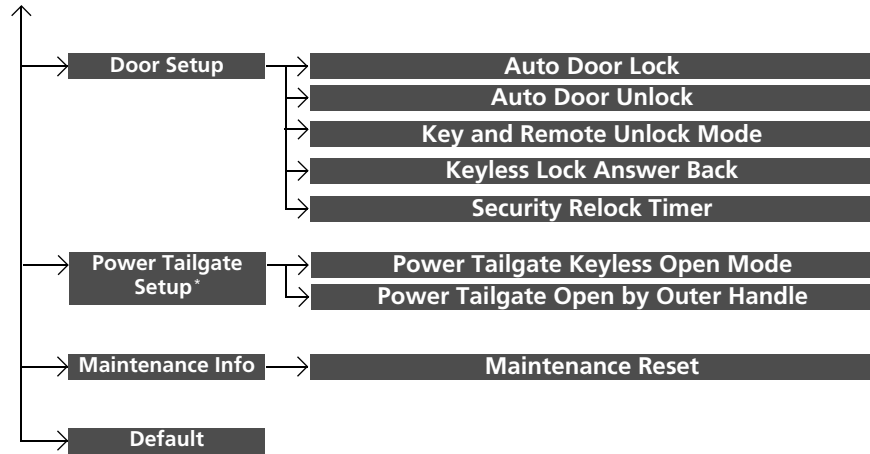 Door Setup
Auto Door Lock
Auto Door Unlock
Key and Remote Unlock Mode
Keyless Lock Answer Back
Security Relock Timer
Power Tailgate
Setup*
Power Tailgate Keyless Open Mode
Power Tailgate Open by Outer Handle
Maintenance Info
Maintenance Reset
Default